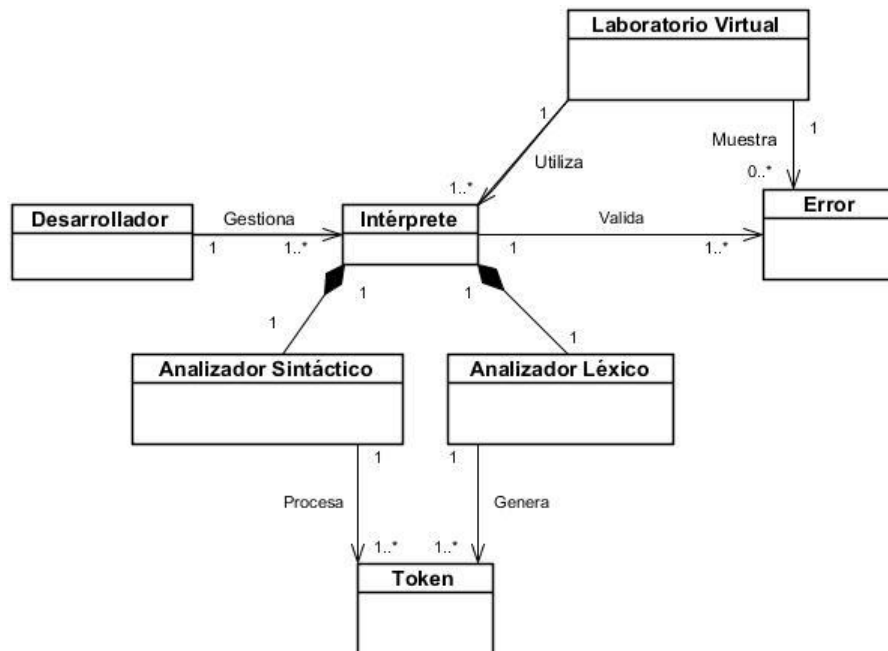 Laboratorio Virtual
1
1
Utiliza
Muestra
1..*
0..*
Desarrollador
Gestiona
1
1..*
Intérprete
1
Valida
1..*
Error
1
1
1
1
Analizador Sintáctico
Analizador Léxico
1
1
Procesa
Genera
1..*
1..*
Token